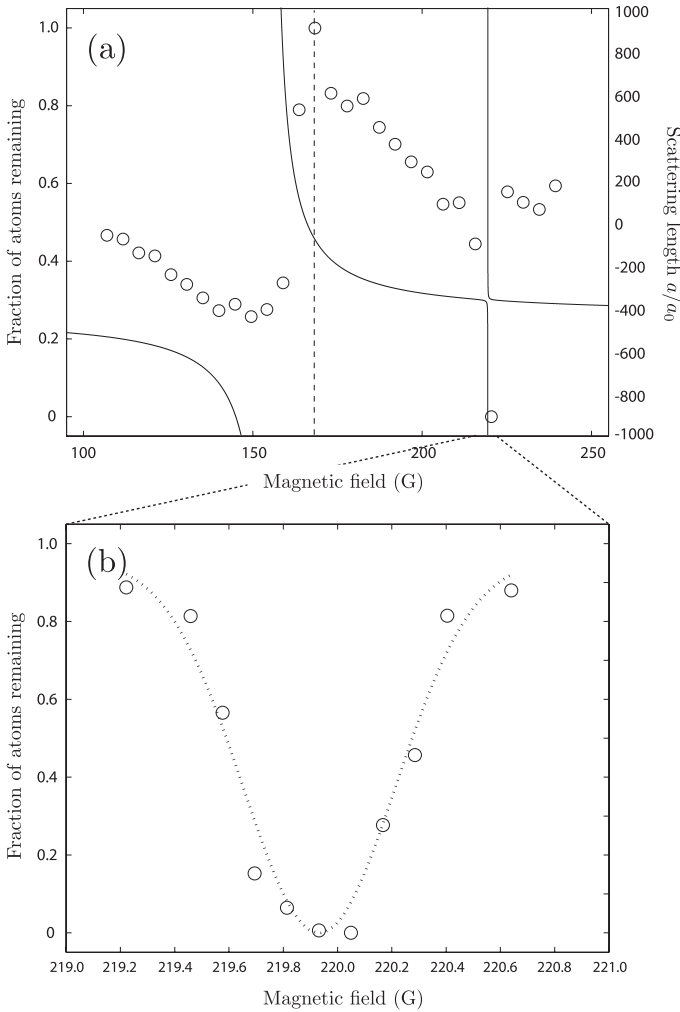 (a)
Fraction of atoms remaining
1.0
0.8
0.6
0.4
0.2
0
1000
800
600
400
200
0
-200
-400
-600
-800
-1000
Scattering length a/a₀
100 150 200 250
Magnetic field (G)
(b)
Fraction of atoms remaining
1.0
0.8
0.6
0.4
0.2
0
219.0 219.2 219.4 219.6 219.8 220.0 220.2 220.4 220.6 220.8 221.0
Magnetic field (G)